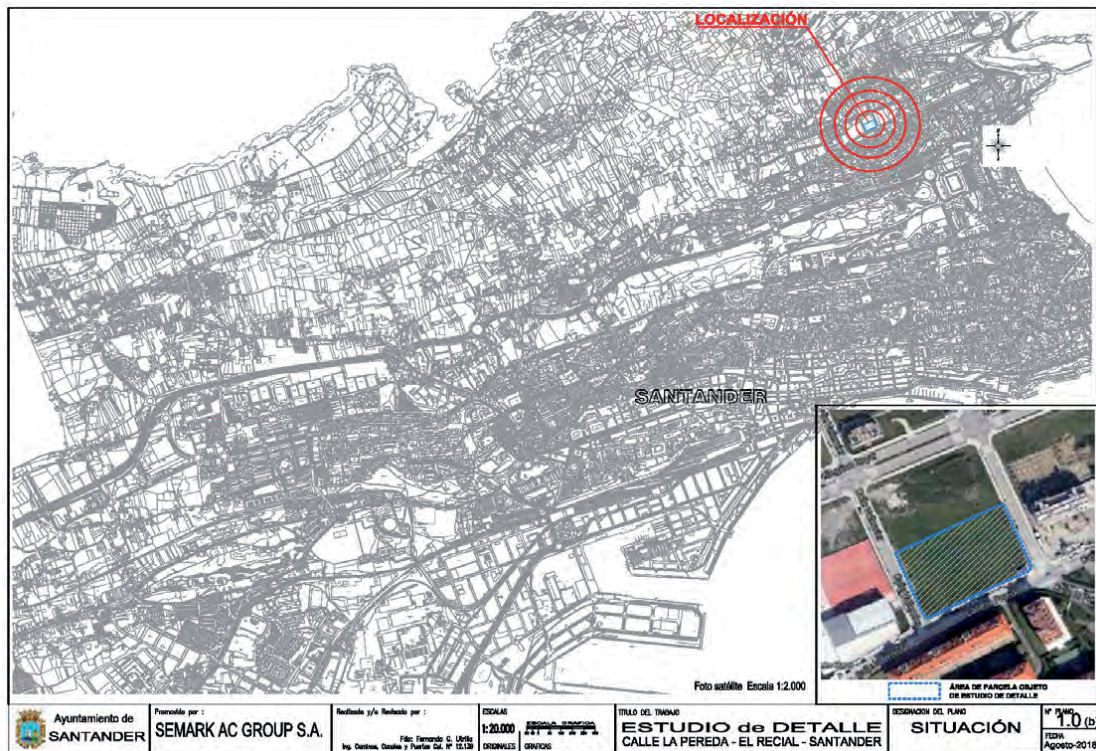 LOCALIZACIÓN
SANTANDER
Foto satélite Escala 1:2.000
ÁREA DE PARCELA OBJETO
DE ESTUDIO DE DETALLE
Ayuntamiento de
SANTANDER
Promovido por :
SEMARK AC GROUP S.A.
Realizado y/o Revisado por :
Fdo: Fernando C. Utrilla
Ing. Caminos, Canales y Puertos Col. Nº 12.139
ESCALAS
1:20.000
ORIGINALES
ESCALA GRAFICA
GRAFICAS
TITULO DEL TRABAJO
ESTUDIO de DETALLE
CALLE LA PEREDA - EL RECIAL - SANTANDER
DESIGNACION DEL PLANO
SITUACIÓN
Nº PLANO
1.0 (b)
FECHA
Agosto-2018